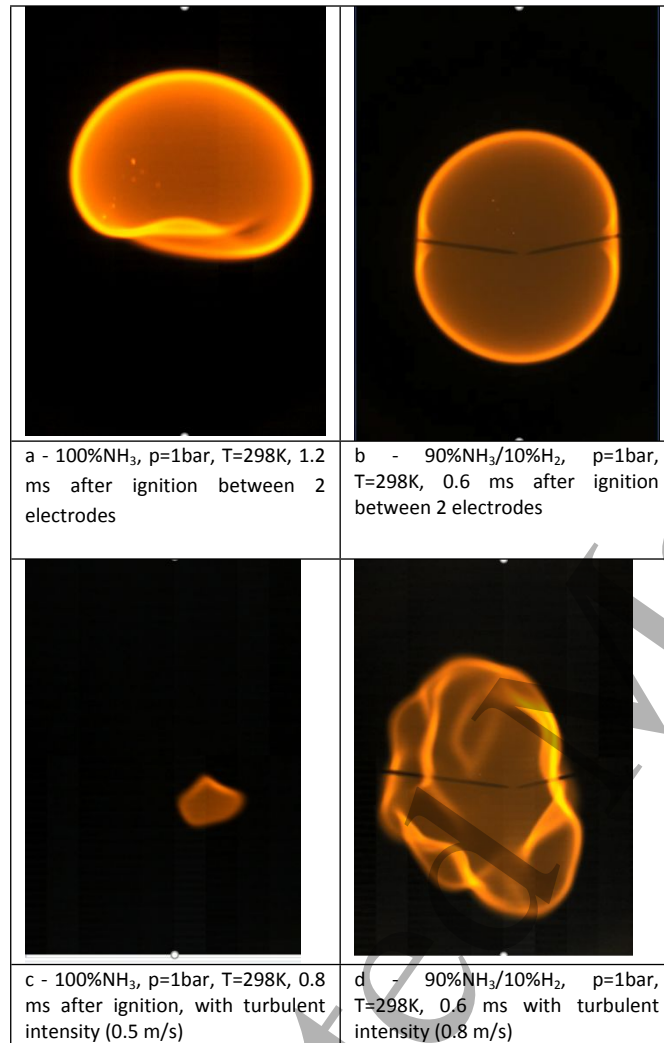 a - 100%NH₃, p=1bar, T=298K, 1.2
ms after ignition between 2
electrodes
b - 90%NH₃/10%H₂, p=1bar,
T=298K, 0.6 ms after ignition
between 2 electrodes
c - 100%NH₃, p=1bar, T=298K, 0.8
ms after ignition, with turbulent
intensity (0.5 m/s)
d - 90%NH₃/10%H₂, p=1bar,
T=298K, 0.6 ms with turbulent
intensity (0.8 m/s)